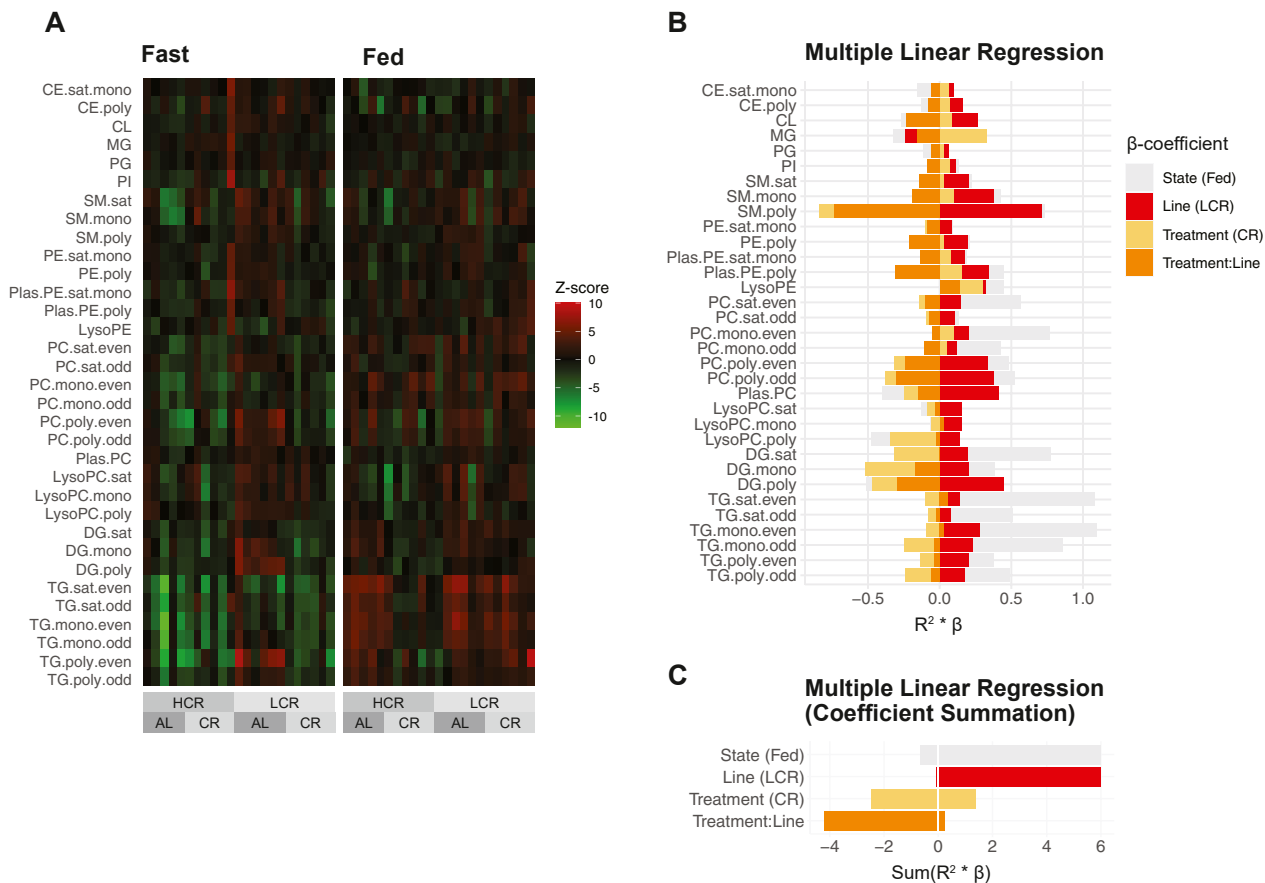 A
Fast
Fed
CE.sat.mono
CE.poly
CL
MG
PG
PI
SM.sat
SM.mono
SM.poly
PE.sat.mono
PE.poly
Plas.PE.sat.mono
Plas.PE.poly
LysoPE
PC.sat.even
PC.sat.odd
PC.mono.even
PC.mono.odd
PC.poly.even
PC.poly.odd
Plas.PC
LysoPC.sat
LysoPC.mono
LysoPC.poly
DG.sat
DG.mono
DG.poly
TG.sat.even
TG.sat.odd
TG.mono.even
TG.mono.odd
TG.poly.even
TG.poly.odd
HCR LCR HCR LCR
AL CR AL CR AL CR AL CR
Z-score
10
5
0
−5
−10
B
Multiple Linear Regression
CE.sat.mono
CE.poly
CL
MG
PG
PI
SM.sat
SM.mono
SM.poly
PE.sat.mono
PE.poly
Plas.PE.sat.mono
Plas.PE.poly
LysoPE
PC.sat.even
PC.sat.odd
PC.mono.even
PC.mono.odd
PC.poly.even
PC.poly.odd
Plas.PC
LysoPC.sat
LysoPC.mono
LysoPC.poly
DG.sat
DG.mono
DG.poly
TG.sat.even
TG.sat.odd
TG.mono.even
TG.mono.odd
TG.poly.even
TG.poly.odd
−0.5 0.0 0.5 1.0
R² * β
β-coefficient
State (Fed)
Line (LCR)
Treatment (CR)
Treatment:Line
C
Multiple Linear Regression
(Coefficient Summation)
State (Fed)
Line (LCR)
Treatment (CR)
Treatment:Line
−4 −2 0 2 4 6
Sum(R² * β)